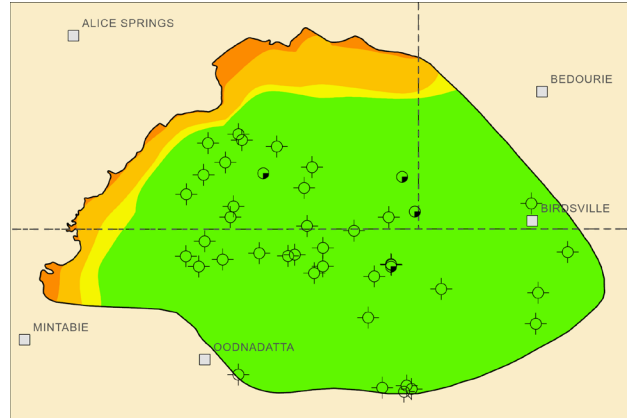 ALICE SPRINGS
BEDOURIE
BIRDSVILLE
MINTABIE
OODNADATTA